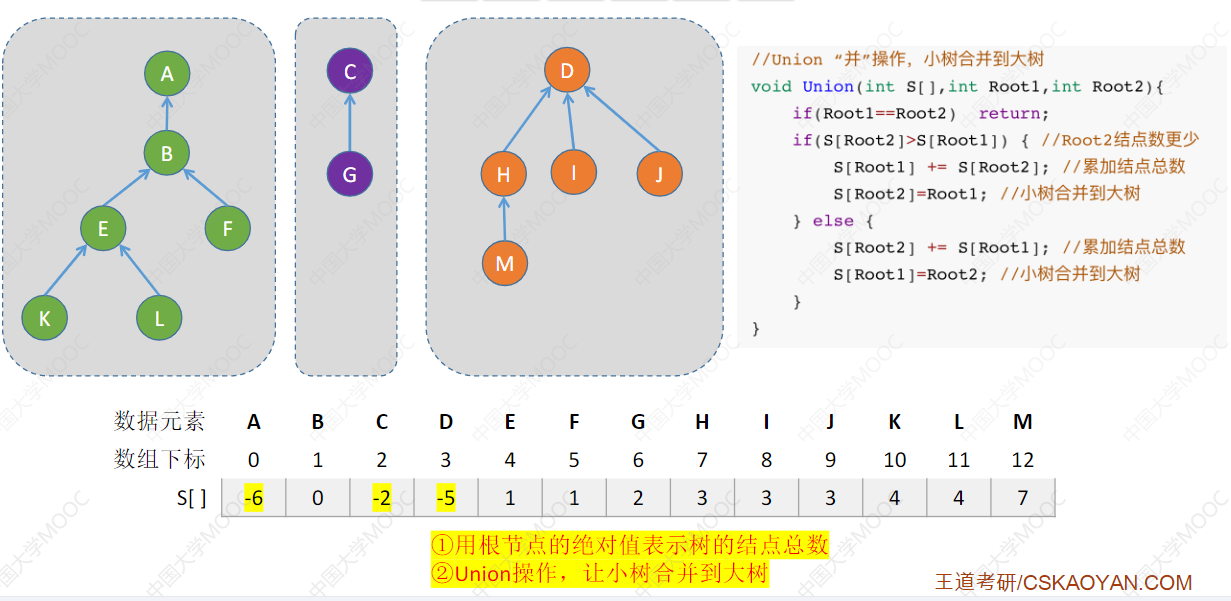 A
B
E
F
K
L
C
G
D
H
I
J
M
//Union “并”操作，小树合并到大树
void Union(int S[],int Root1,int Root2){
if(Root1==Root2) return;
if(S[Root2]>S[Root1]) { //Root2结点数更少
S[Root1] += S[Root2]; //累加结点总数
S[Root2]=Root1; //小树合并到大树
} else {
S[Root2] += S[Root1]; //累加结点总数
S[Root1]=Root2; //小树合并到大树
}
}
数据元素 A B C D E F G H I J K L M
数组下标 0 1 2 3 4 5 6 7 8 9 10 11 12
S[ ] -6 0 -2 -5 1 1 2 3 3 3 4 4 7
①用根节点的绝对值表示树的结点总数
②Union操作，让小树合并到大树
王道考研/CSKAOYAN.COM
中国大学MOOC